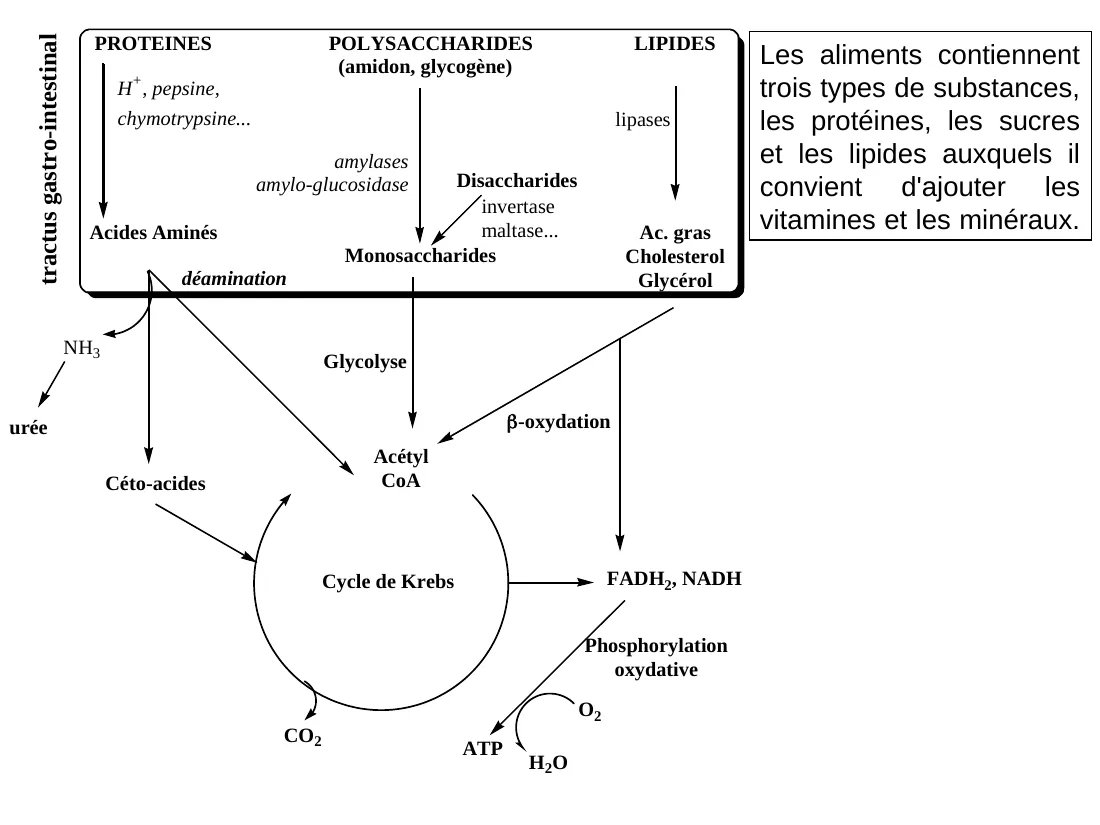 tractus gastro-intestinal
PROTEINES
H+, pepsine,
chymotrypsine...
Acides Aminés
POLYSACCHARIDES
(amidon, glycogène)
amylases
amylo-glucosidase
Disaccharides
invertase
maltase...
Monosaccharides
LIPIDES
lipases
Ac. gras
Cholesterol
Glycérol
Les aliments contiennent
trois types de substances,
les protéines, les sucres
et les lipides auxquels il
convient d'ajouter les
vitamines et les minéraux.
déamination
NH3
urée
Glycolyse
β-oxydation
Acétyl
CoA
Céto-acides
Cycle de Krebs
FADH2, NADH
Phosphorylation
oxydative
O2
CO2
ATP
H2O